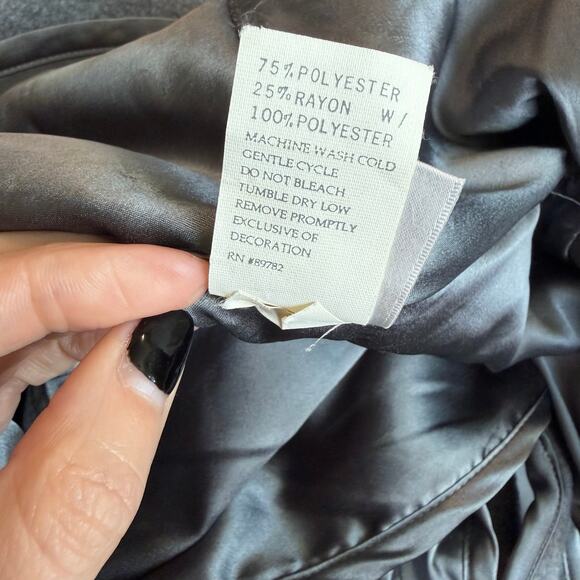 75% POLYESTER
25% RAYON W/
100% POLYESTER
MACHINE WASH COLD
GENTLE CYCLE
DO NOT BLEACH
TUMBLE DRY LOW
REMOVE PROMPTLY
EXCLUSIVE OF
DECORATION
RN #89782